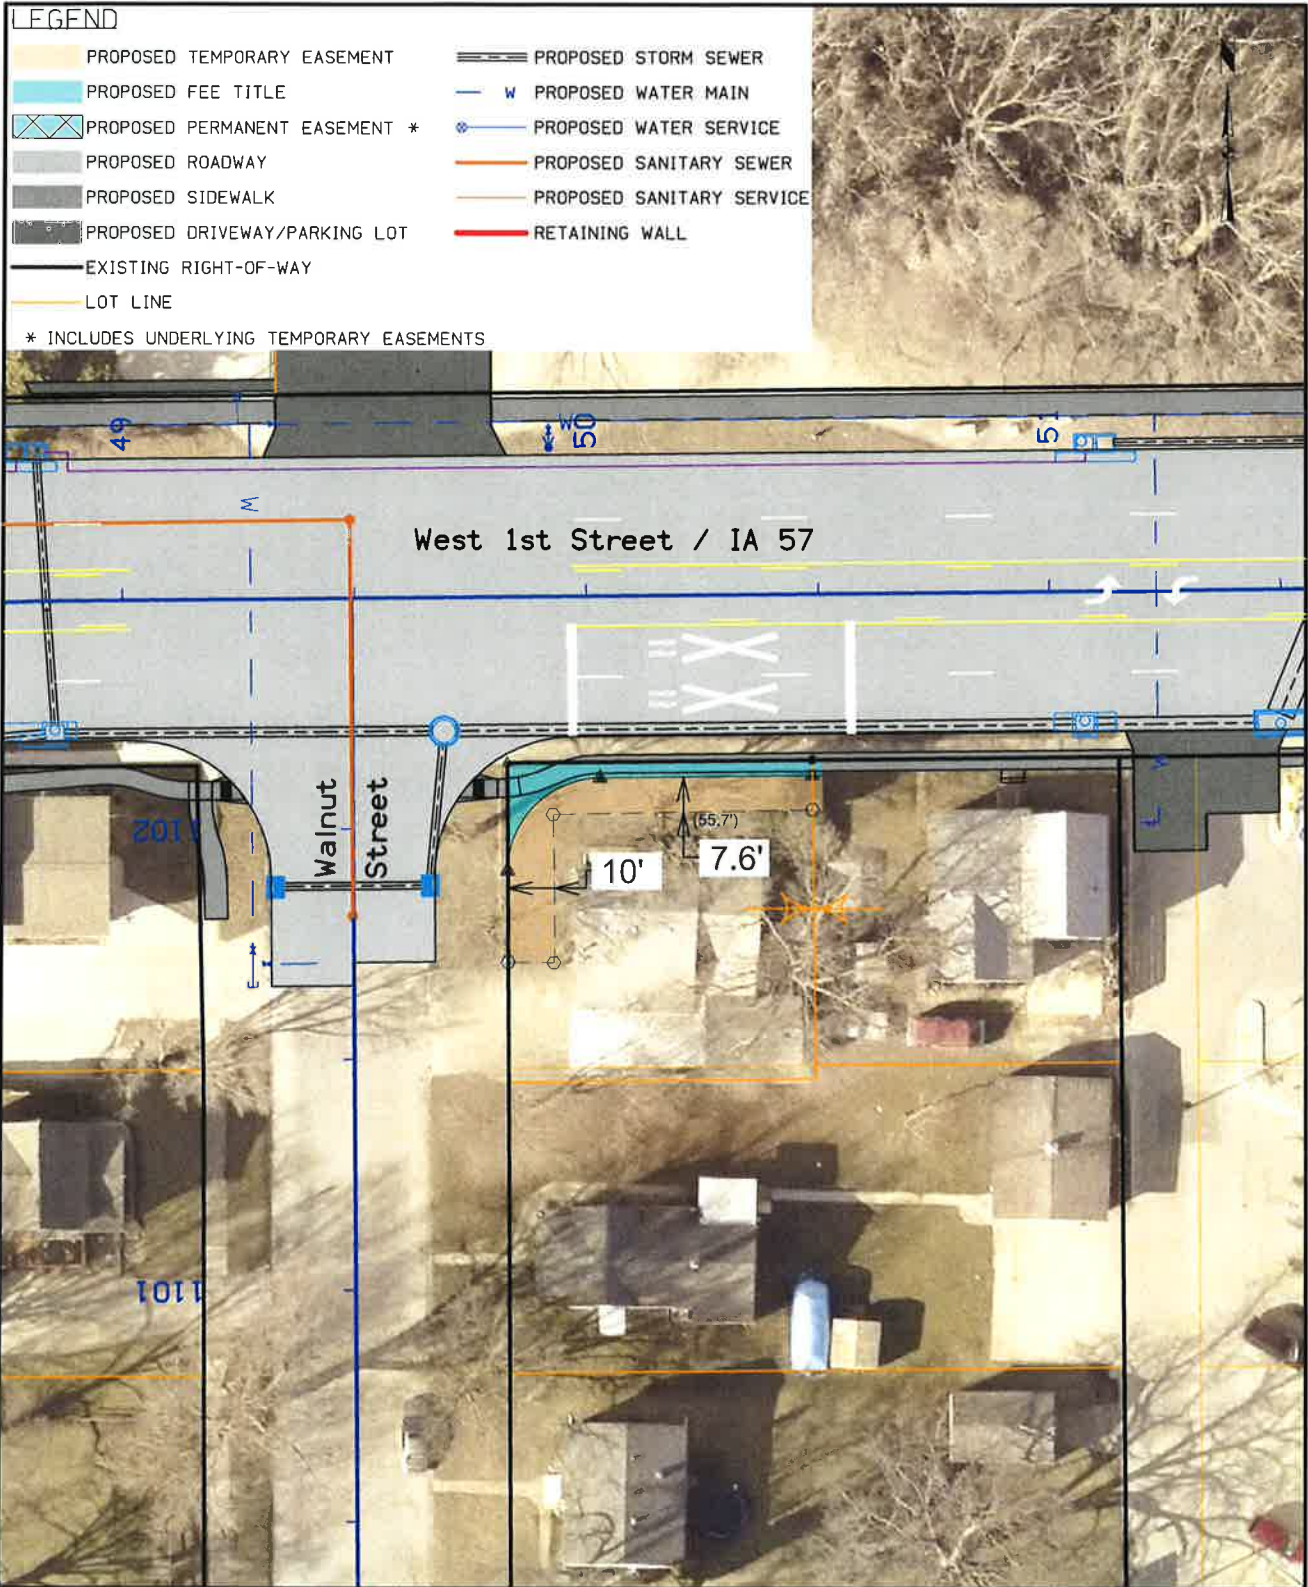 LEGEND
PROPOSED TEMPORARY EASEMENT
PROPOSED FEE TITLE
PROPOSED PERMANENT EASEMENT *
PROPOSED ROADWAY
PROPOSED SIDEWALK
PROPOSED DRIVEWAY/PARKING LOT
EXISTING RIGHT-OF-WAY
LOT LINE
* INCLUDES UNDERLYING TEMPORARY EASEMENTS
PROPOSED STORM SEWER
W PROPOSED WATER MAIN
PROPOSED WATER SERVICE
PROPOSED SANITARY SEWER
PROPOSED SANITARY SERVICE
RETAINING WALL
49
W
50
51
W
West 1st Street / IA 57
Walnut
Street
1102
(55.7')
10'
7.6'
W
1101